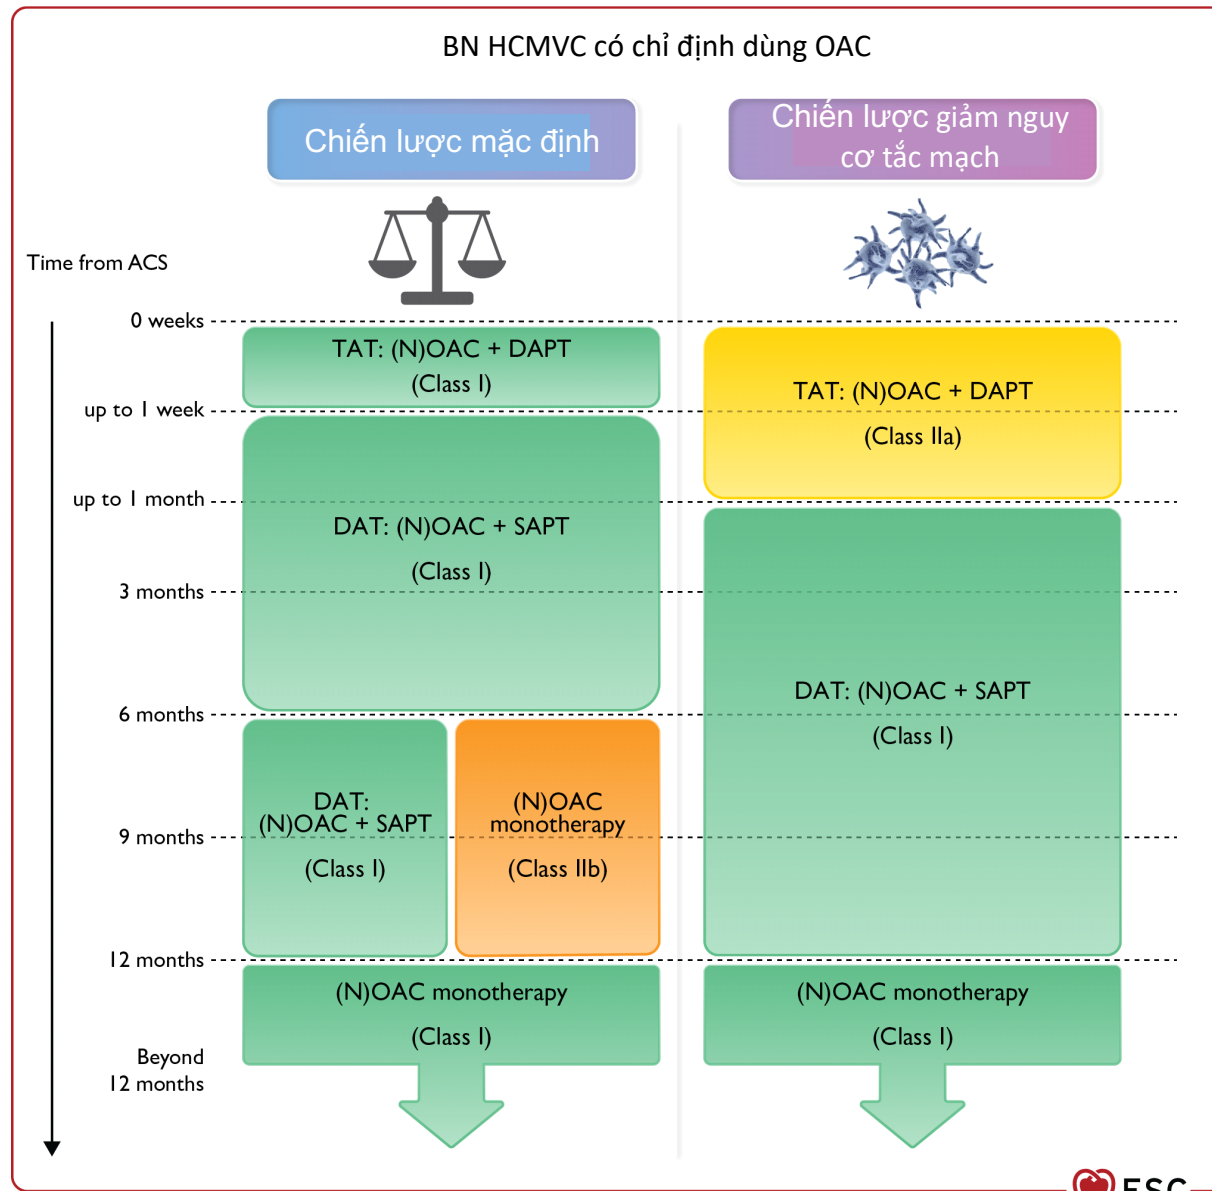 BN HCMVC có chỉ định dùng OAC
Chiến lược mặc định
Chiến lược giảm nguy
cơ tắc mạch
Time from ACS
0 weeks
TAT: (N)OAC + DAPT
(Class I)
TAT: (N)OAC + DAPT
(Class IIa)
up to 1 week
up to 1 month
DAT: (N)OAC + SAPT
(Class I)
3 months
DAT: (N)OAC + SAPT
(Class I)
6 months
DAT:
(N)OAC + SAPT
(Class I)
(N)OAC
monotherapy
(Class IIb)
9 months
12 months
(N)OAC monotherapy
(Class I)
(N)OAC monotherapy
(Class I)
Beyond
12 months
ESC